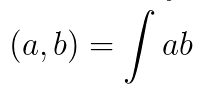 (a, b) = ∫ ab